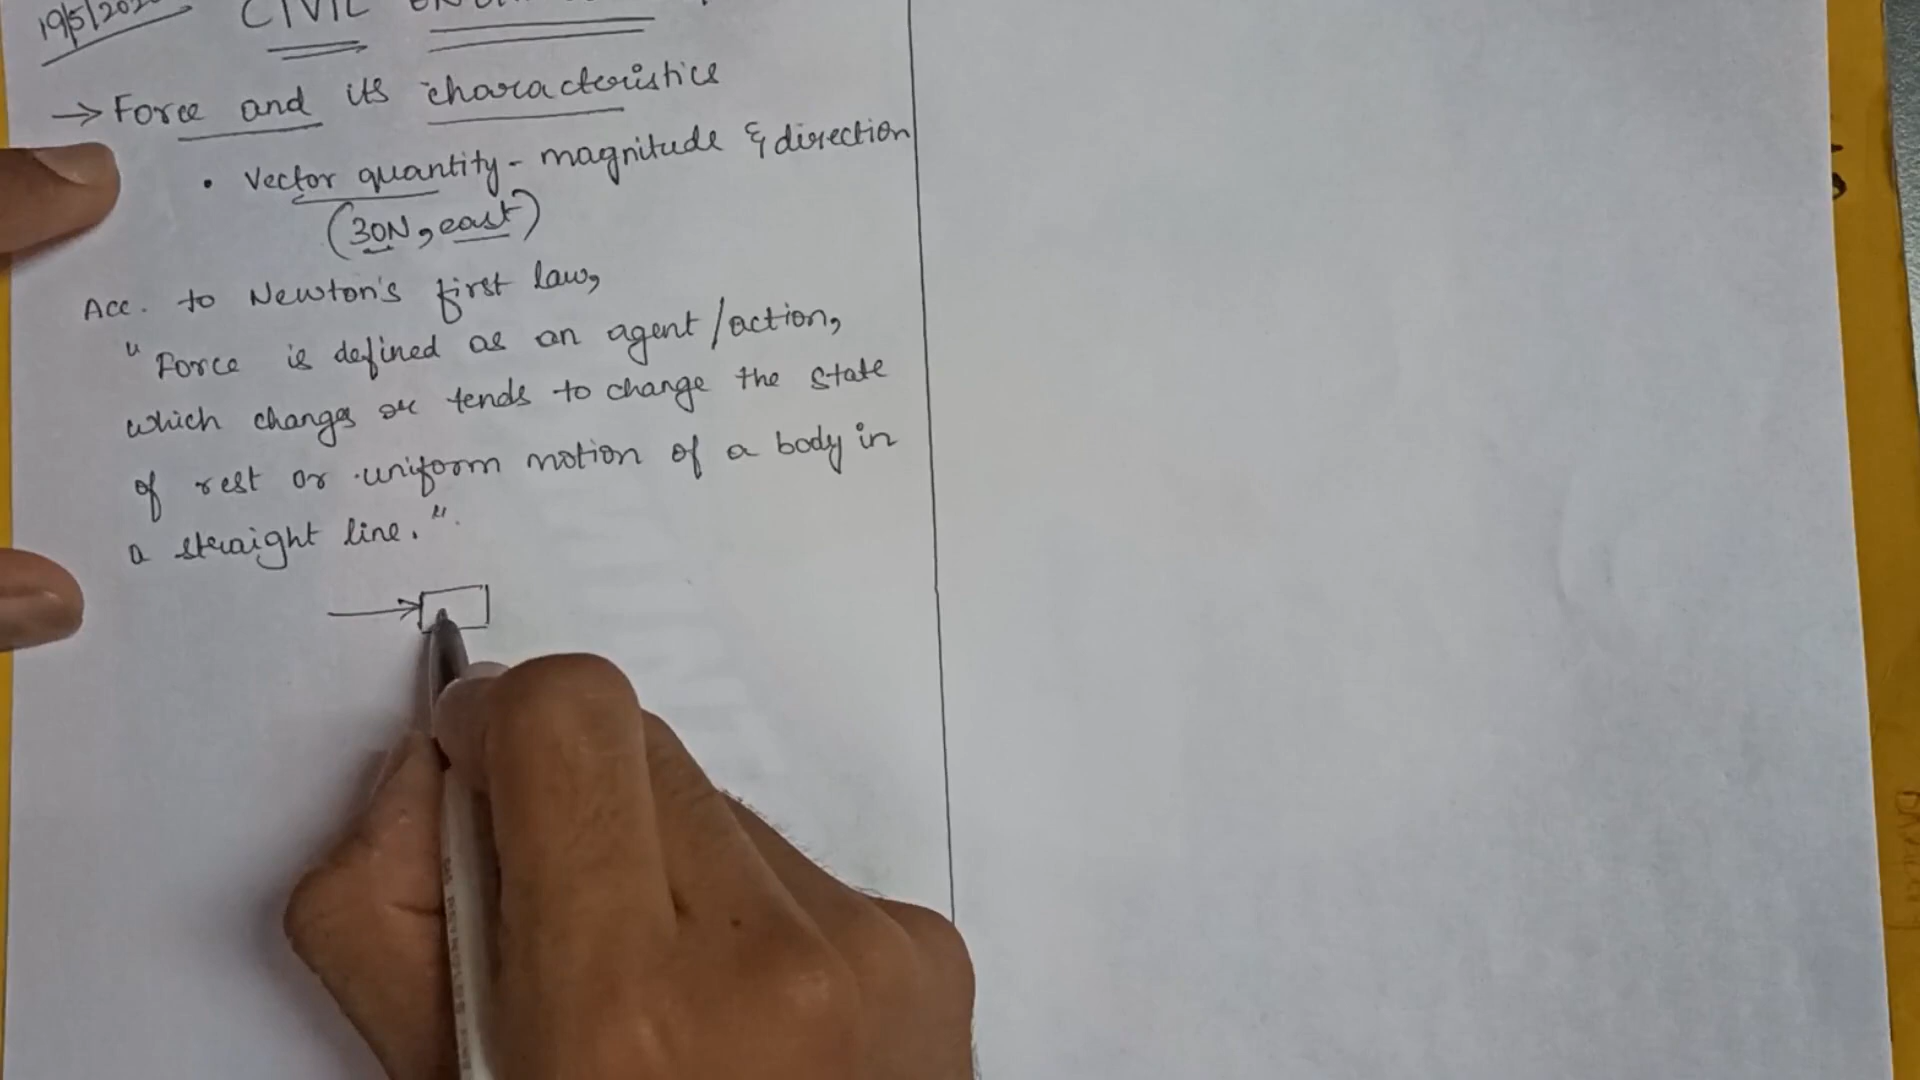 19/5/202
CIVIL
→ Force and its characteristics
• Vector quantity - magnitude & direction
(30N, east)
Acc. to Newton's first law,
"Force is defined as an agent/action,
which changes or tends to change the state
of rest or uniform motion of a body in
a straight line."